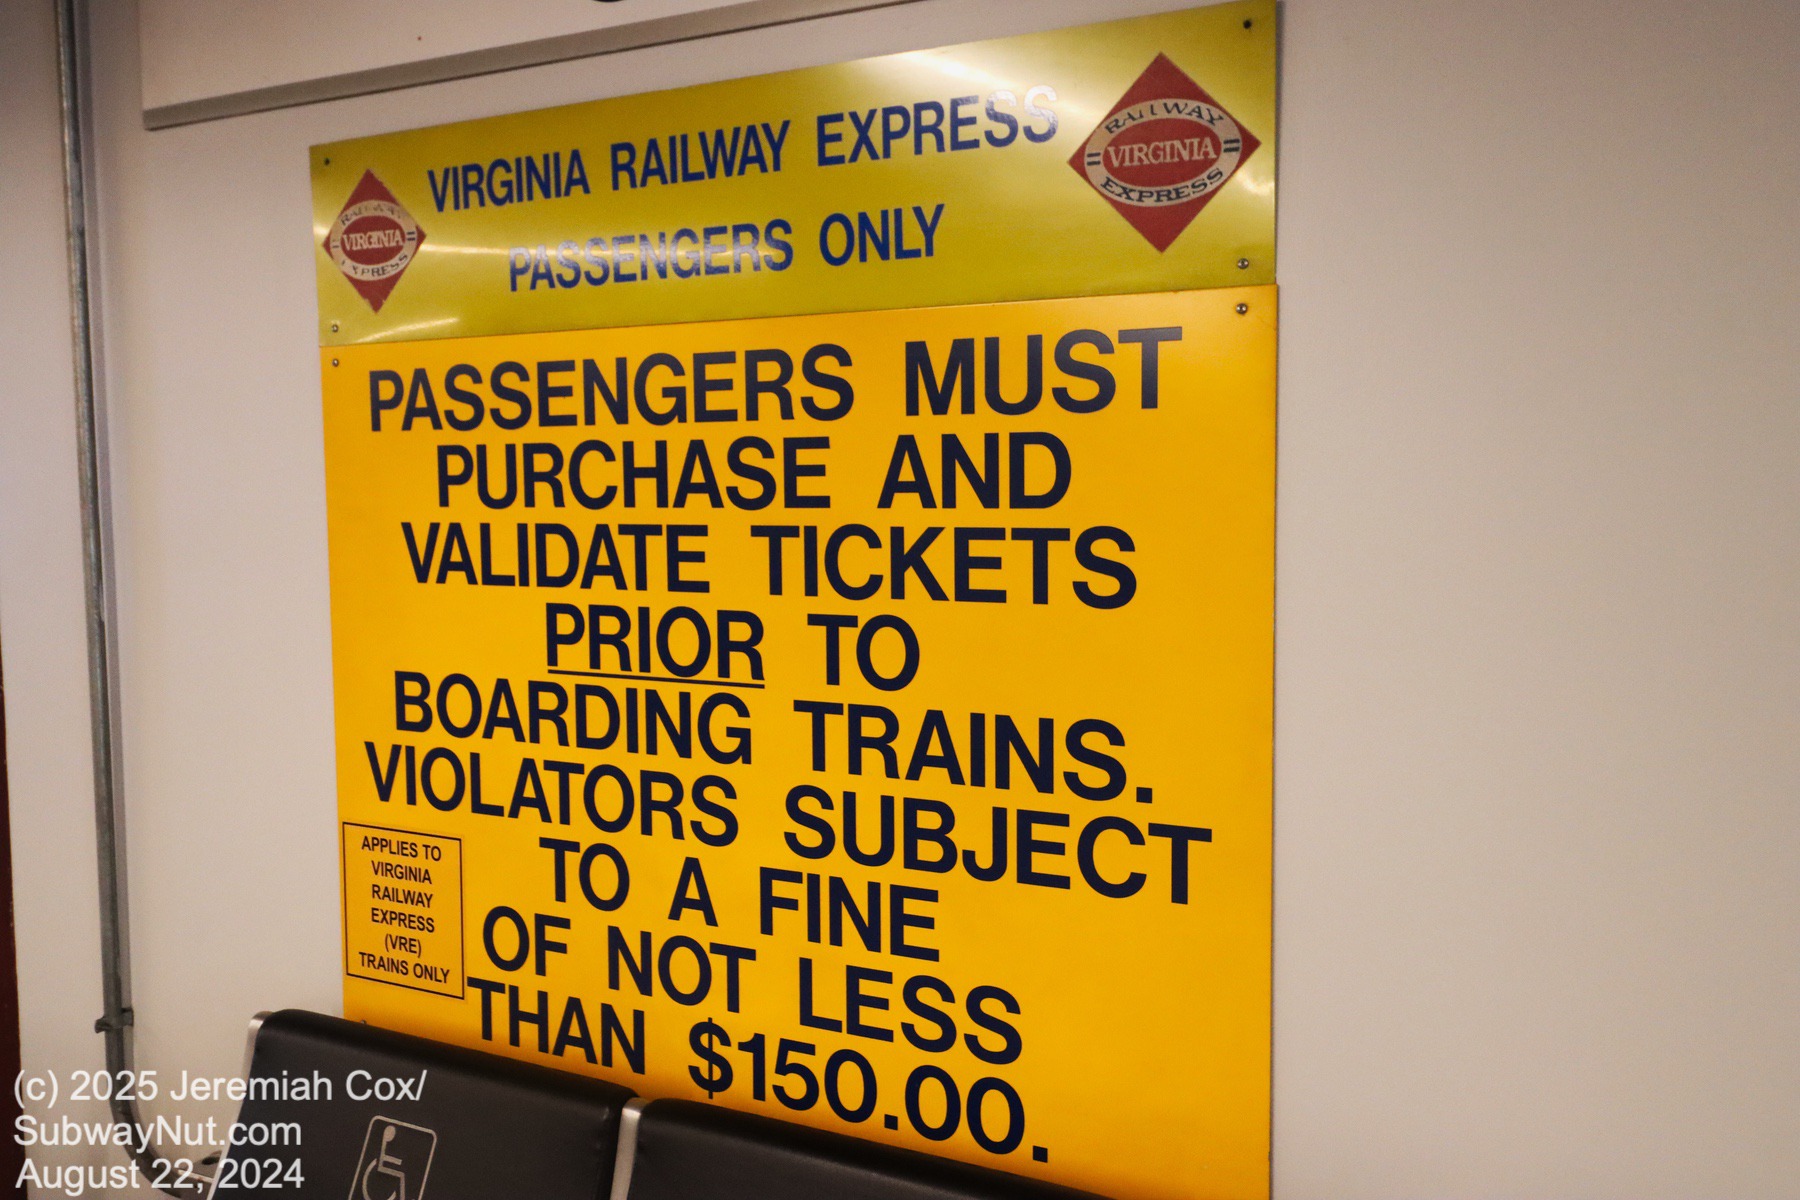 VIRGINIA RAILWAY EXPRESS
PASSENGERS ONLY
RAILWAY
VIRGINIA
EXPRESS
RAILWAY
VIRGINIA
EXPRESS
PASSENGERS MUST
PURCHASE AND
VALIDATE TICKETS
PRIOR TO
BOARDING TRAINS.
VIOLATORS SUBJECT
TO A FINE
OF NOT LESS
THAN $150.00.
APPLIES TO
VIRGINIA
RAILWAY
EXPRESS
(VRE)
TRAINS ONLY
(c) 2025 Jeremiah Cox/
SubwayNut.com
August 22, 2024